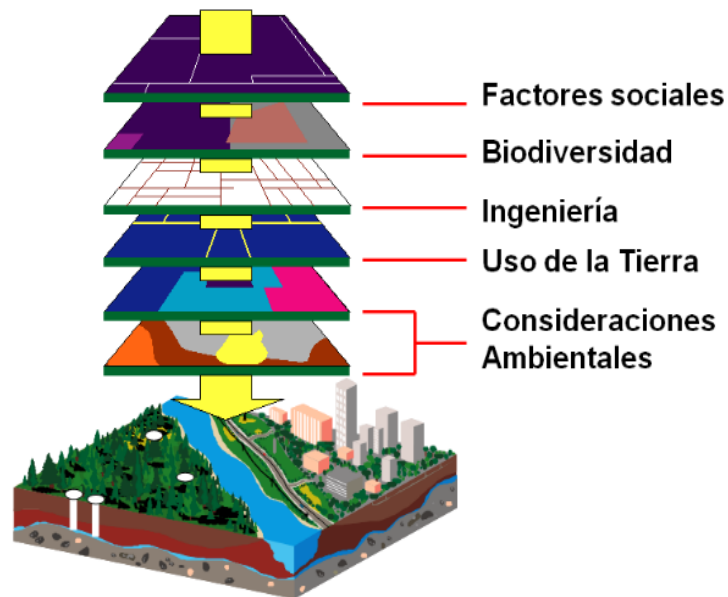 Factores sociales
Biodiversidad
Ingeniería
Uso de la Tierra
Consideraciones
Ambientales